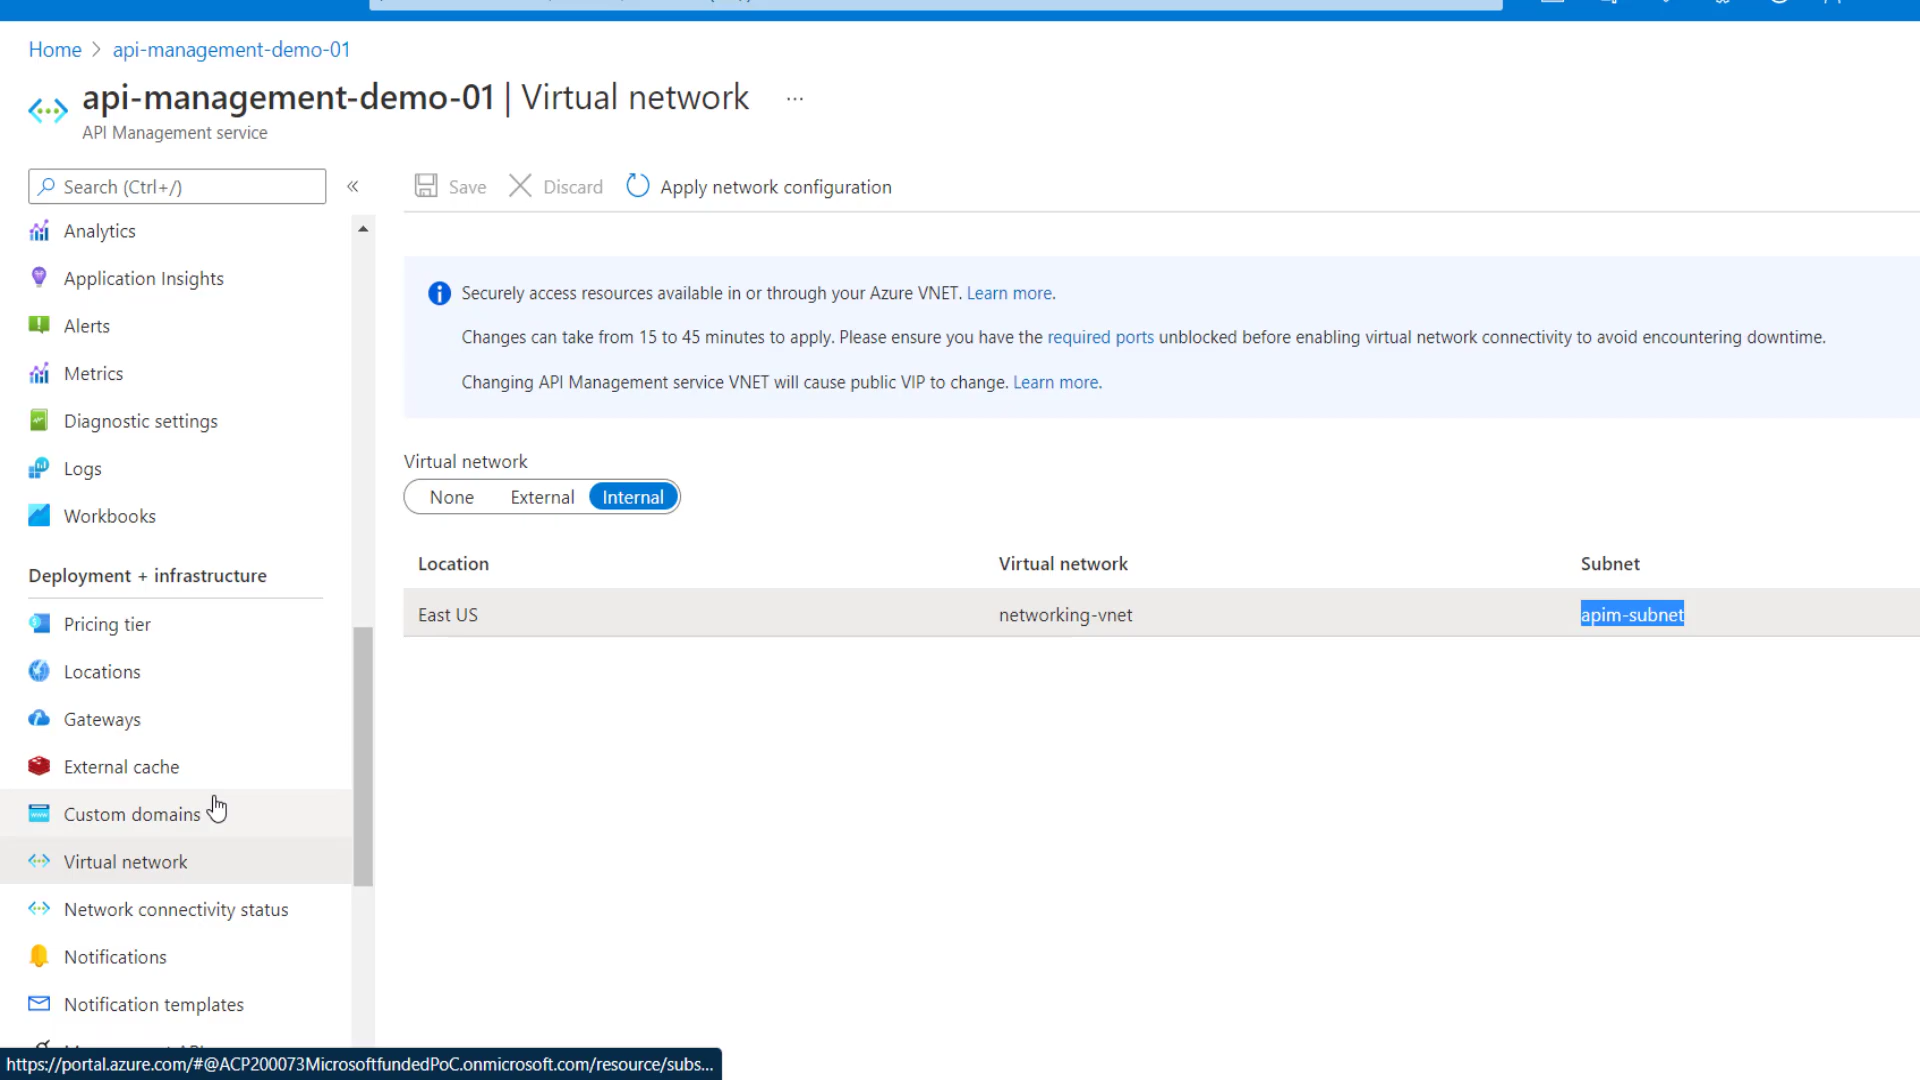 Home > api-management-demo-01
api-management-demo-01 | Virtual network ...
API Management service
Search (Ctrl+/)
«
Save
Discard
Apply network configuration
Analytics
Application Insights
Alerts
Metrics
Diagnostic settings
Logs
Workbooks
Deployment + infrastructure
Pricing tier
Locations
Gateways
External cache
Custom domains
Virtual network
Network connectivity status
Notifications
Notification templates
Securely access resources available in or through your Azure VNET. Learn more.
Changes can take from 15 to 45 minutes to apply. Please ensure you have the required ports unblocked before enabling virtual network connectivity to avoid encountering downtime.
Changing API Management service VNET will cause public VIP to change. Learn more.
Virtual network
None External Internal
Location Virtual network Subnet
East US networking-vnet apim-subnet
https://portal.azure.com/#@ACP200073MicrosoftfundedPoC.onmicrosoft.com/resource/subs...